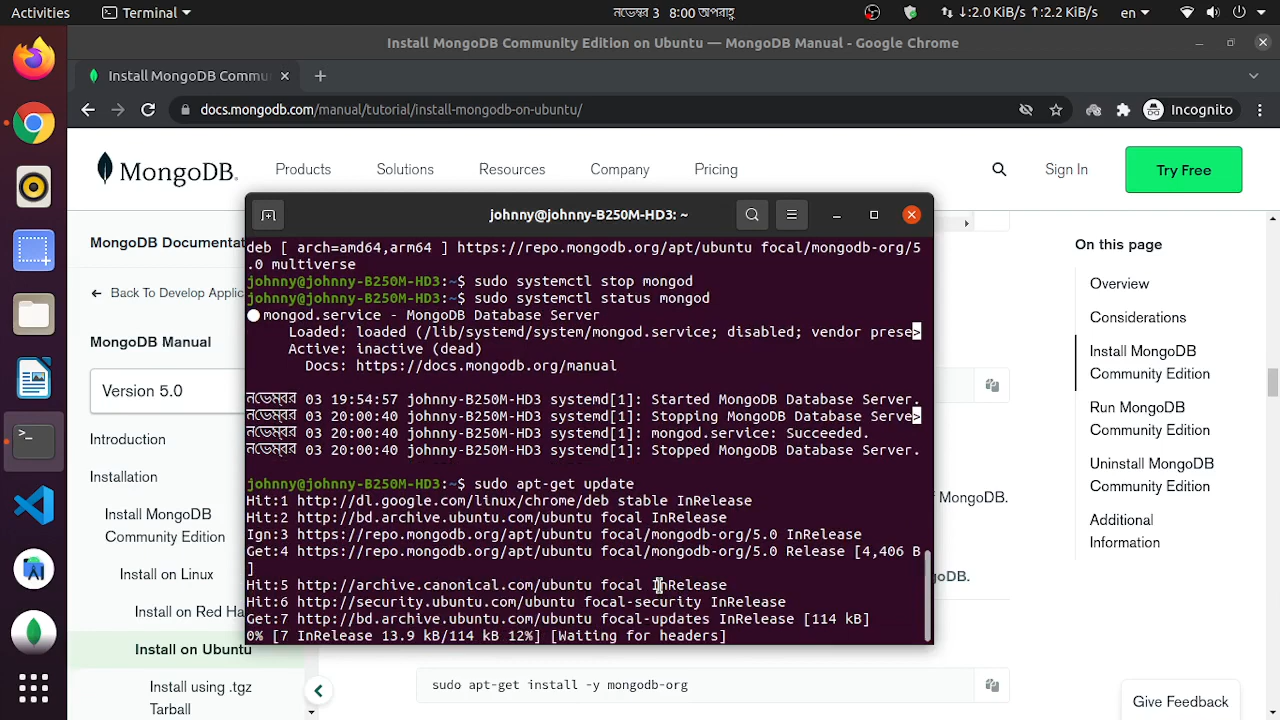 Activities
Terminal
নভেম্বর 3 8:00 অপরাহ্ণ
↓:2.0 KiB/s ↑:2.2 KiB/s
en
Install MongoDB Community Edition on Ubuntu — MongoDB Manual - Google Chrome
Install MongoDB Commu
docs.mongodb.com/manual/tutorial/install-mongodb-on-ubuntu/
Incognito
MongoDB.
Products
Solutions
Resources
Company
Pricing
Sign In
Try Free
MongoDB Documentat
Back To Develop Applic
MongoDB Manual
Version 5.0
Introduction
Installation
Install MongoDB
Community Edition
Install on Linux
Install on Red Ha
Install on Ubuntu
Install using .tgz
Tarball
johnny@johnny-B250M-HD3: ~
deb [ arch=amd64,arm64 ] https://repo.mongodb.org/apt/ubuntu focal/mongodb-org/5
.0 multiverse
johnny@johnny-B250M-HD3:~$ sudo systemctl stop mongod
johnny@johnny-B250M-HD3:~$ sudo systemctl status mongod
● mongod.service - MongoDB Database Server
Loaded: loaded (/lib/systemd/system/mongod.service; disabled; vendor prese>
Active: inactive (dead)
Docs: https://docs.mongodb.org/manual
নভেম্বর 03 19:54:57 johnny-B250M-HD3 systemd[1]: Started MongoDB Database Server.
নভেম্বর 03 20:00:40 johnny-B250M-HD3 systemd[1]: Stopping MongoDB Database Serve>
নভেম্বর 03 20:00:40 johnny-B250M-HD3 systemd[1]: mongod.service: Succeeded.
নভেম্বর 03 20:00:40 johnny-B250M-HD3 systemd[1]: Stopped MongoDB Database Server.
johnny@johnny-B250M-HD3:~$ sudo apt-get update
Hit:1 http://dl.google.com/linux/chrome/deb stable InRelease
Hit:2 http://bd.archive.ubuntu.com/ubuntu focal InRelease
Ign:3 https://repo.mongodb.org/apt/ubuntu focal/mongodb-org/5.0 InRelease
Get:4 https://repo.mongodb.org/apt/ubuntu focal/mongodb-org/5.0 Release [4,406 B
]
Hit:5 http://archive.canonical.com/ubuntu focal InRelease
Hit:6 http://security.ubuntu.com/ubuntu focal-security InRelease
Get:7 http://bd.archive.ubuntu.com/ubuntu focal-updates InRelease [114 kB]
0% [7 InRelease 13.9 kB/114 kB 12%] [Waiting for headers]
of MongoDB.
goDB.
sudo apt-get install -y mongodb-org
On this page
Overview
Considerations
Install MongoDB
Community Edition
Run MongoDB
Community Edition
Uninstall MongoDB
Community Edition
Additional
Information
Give Feedback